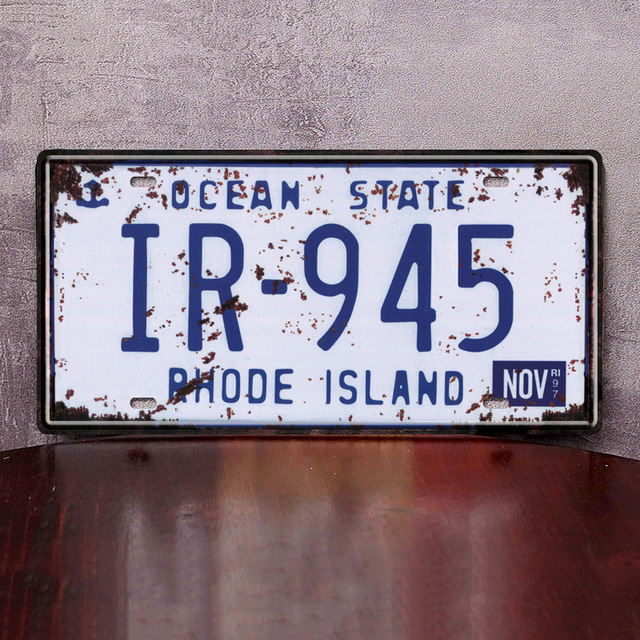 OCEAN STATE
IR-945
RHODE ISLAND
NOV
RI
97